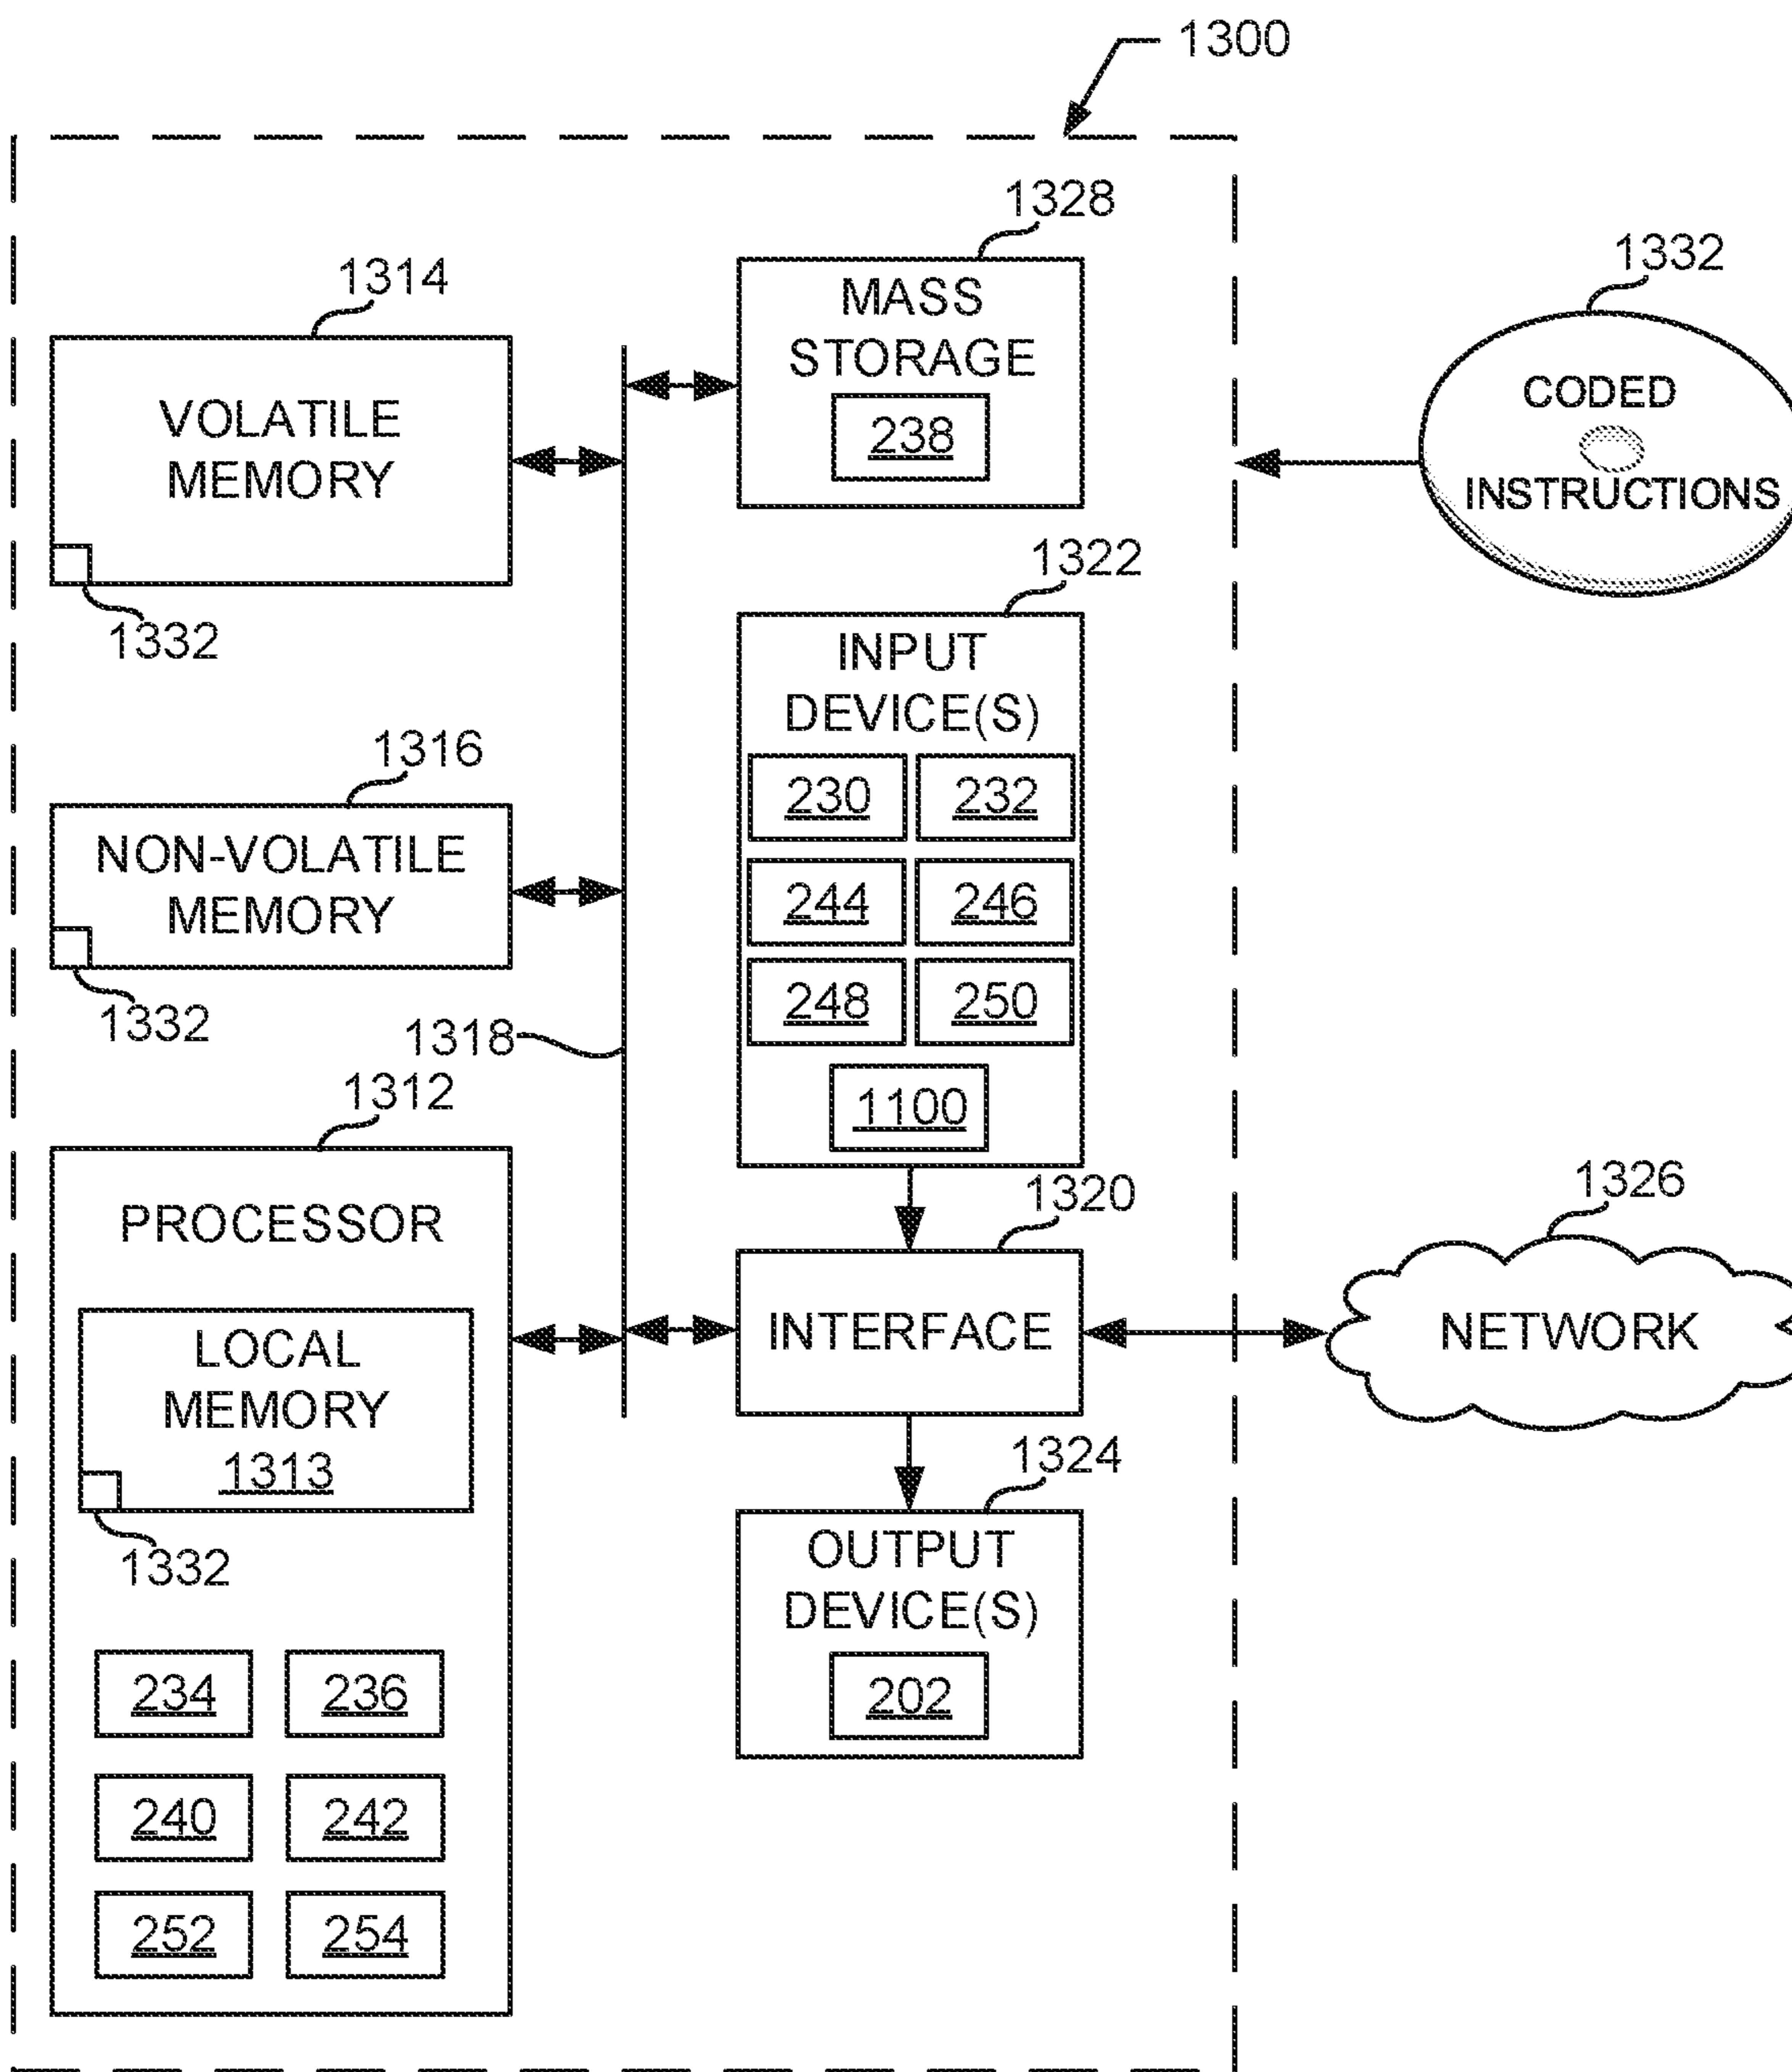 1300
1328
MASS
STORAGE
238
1332
CODED
INSTRUCTIONS
1314
VOLATILE
MEMORY
1332
1322
INPUT
DEVICE(S)
230 232
244 246
248 250
1100
1316
NON-VOLATILE
MEMORY
1332
1318
1312
PROCESSOR
LOCAL
MEMORY
1313
1332
234 236
240 242
252 254
1320
INTERFACE
1326
NETWORK
1324
OUTPUT
DEVICE(S)
202